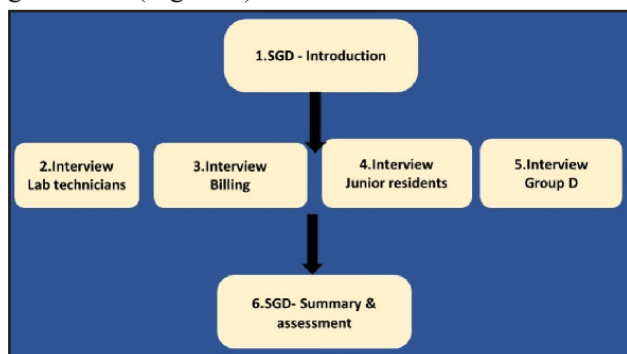 1.SGD - Introduction
2.Interview
Lab technicians
3.Interview
Billing
4.Interview
Junior residents
5.Interview
Group D
6.SGD- Summary &
assessment